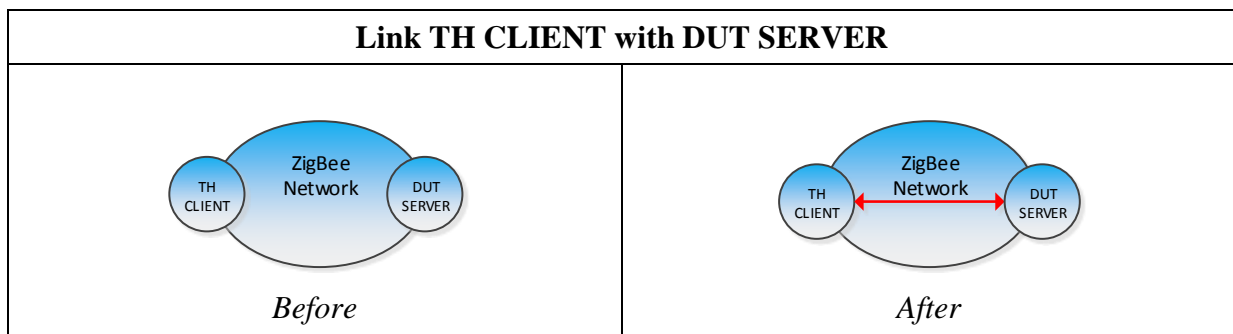 Link TH CLIENT with DUT SERVER
ZigBee
Network
TH
CLIENT
DUT
SERVER
Before
ZigBee
Network
TH
CLIENT
DUT
SERVER
After